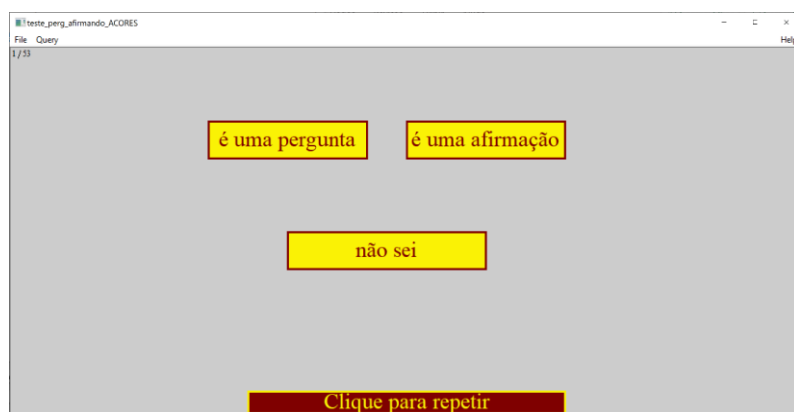 teste_perg_afirmando_ACORES
File Query Help
1 / 53
é uma pergunta é uma afirmação
não sei
Clique para repetir